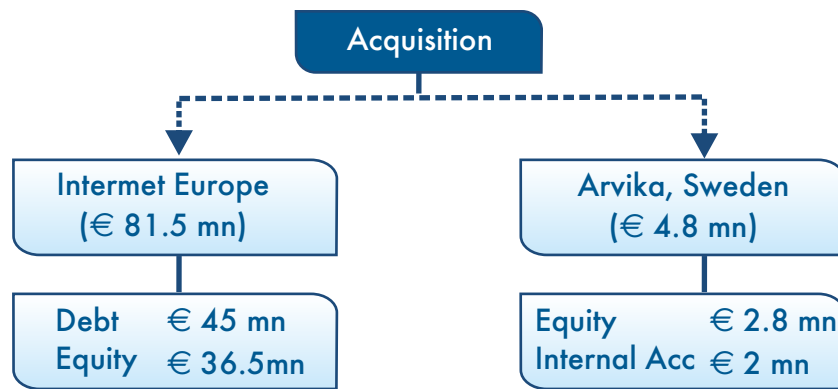 Acquisition
Intermet Europe
(€ 81.5 mn)
Arvika, Sweden
(€ 4.8 mn)
Debt € 45 mn
Equity € 36.5mn
Equity € 2.8 mn
Internal Acc € 2 mn